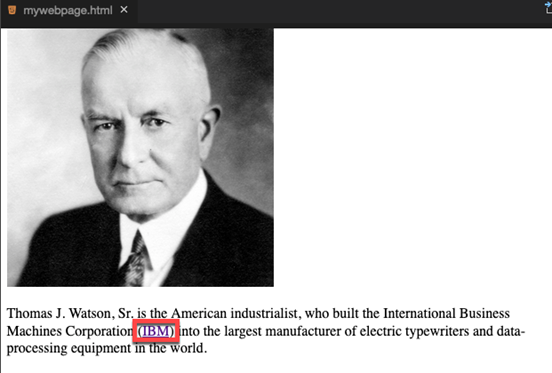 mywebpage.html ×
Thomas J. Watson, Sr. is the American industrialist, who built the International Business
Machines Corporation (IBM) into the largest manufacturer of electric typewriters and data-
processing equipment in the world.